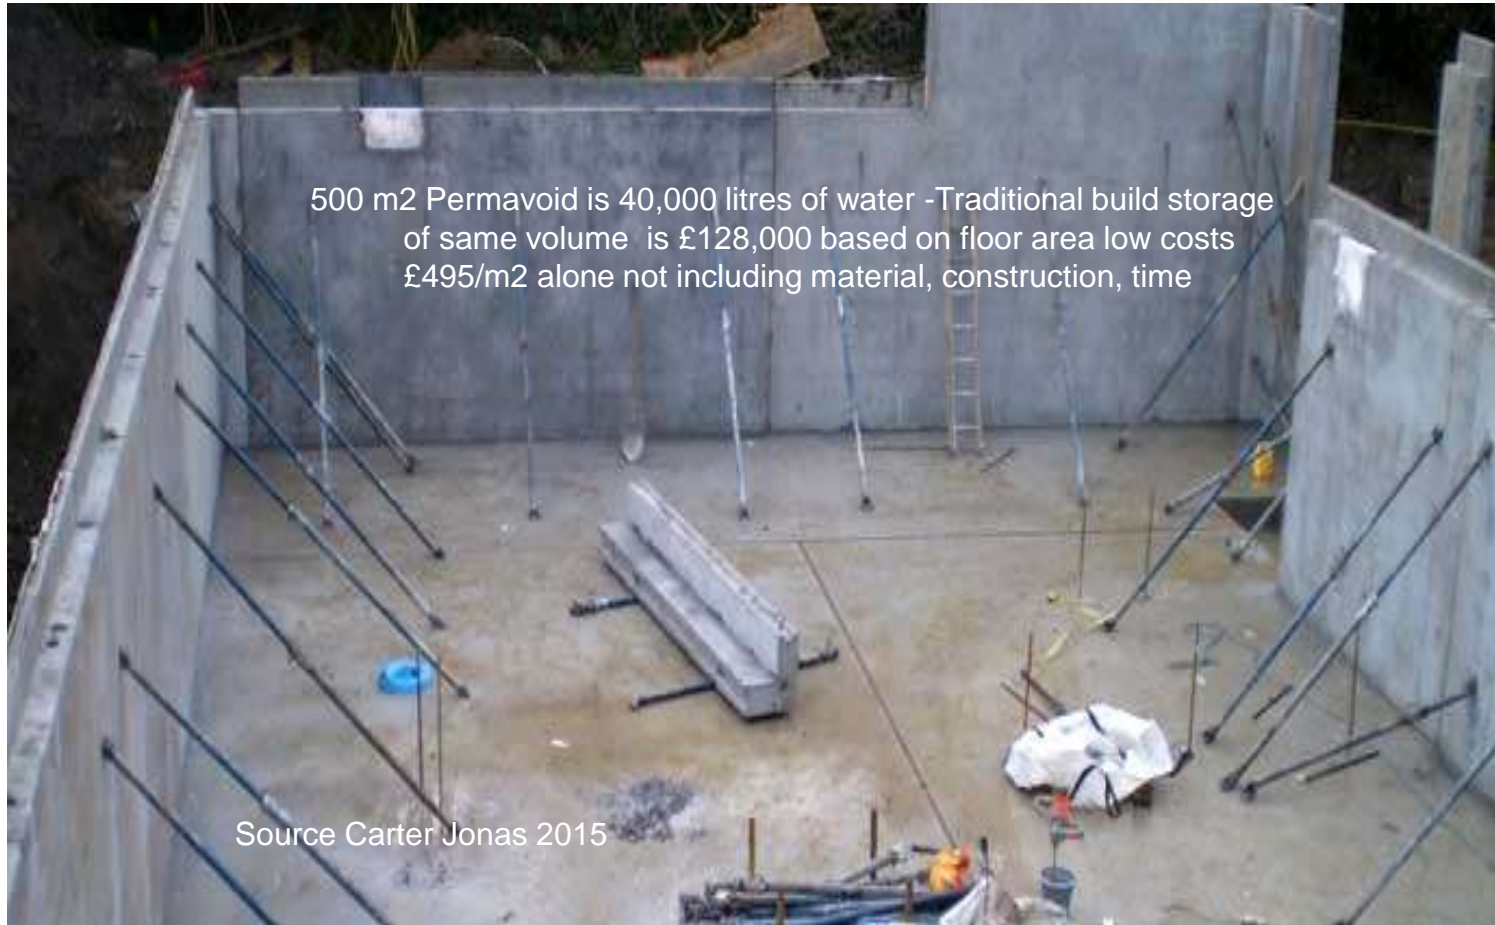 500 m2 Permavoid is 40,000 litres of water -Traditional build storage
of same volume  is £128,000 based on floor area low costs
£495/m2 alone not including material, construction, time
Source Carter Jonas 2015